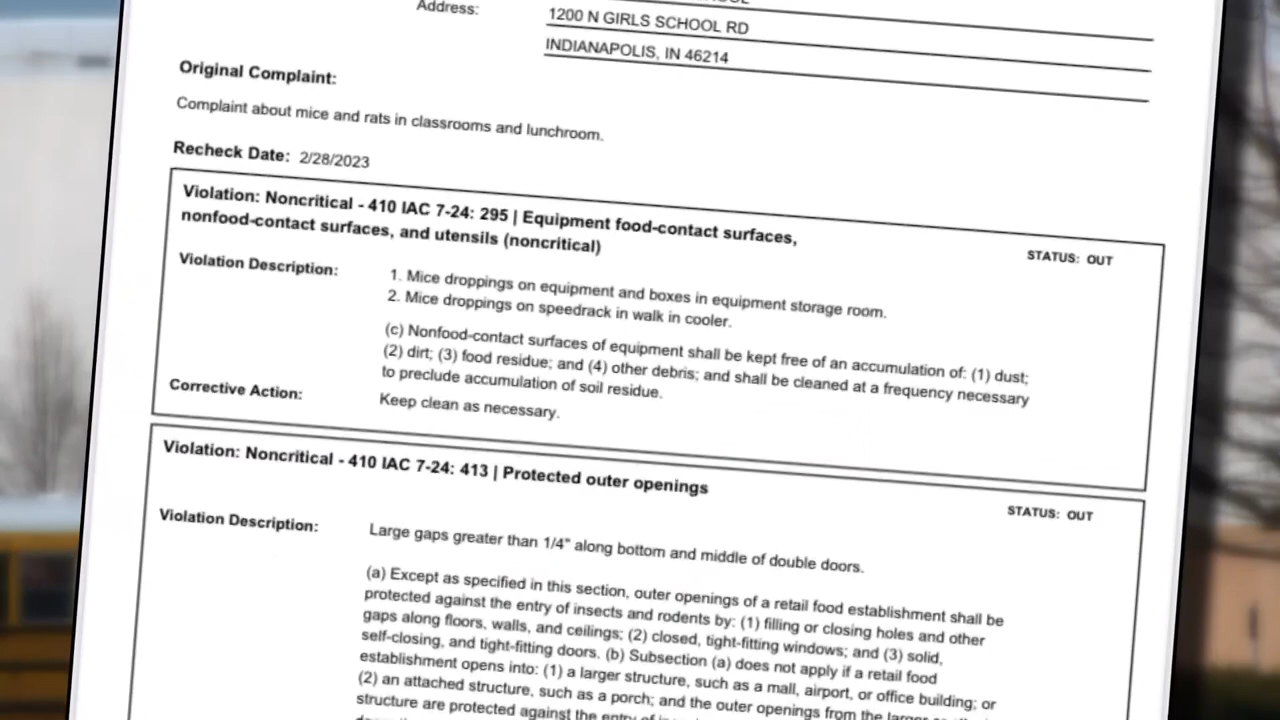 Address:
1200 N GIRLS SCHOOL RD
INDIANAPOLIS, IN 46214
Original Complaint:
Complaint about mice and rats in classrooms and lunchroom.
Recheck Date: 2/28/2023
Violation: Noncritical - 410 IAC 7-24: 295 | Equipment food-contact surfaces,
nonfood-contact surfaces, and utensils (noncritical)
STATUS: OUT
Violation Description:
1. Mice droppings on equipment and boxes in equipment storage room.
2. Mice droppings on speedrack in walk in cooler.
(c) Nonfood-contact surfaces of equipment shall be kept free of an accumulation of: (1) dust;
(2) dirt; (3) food residue; and (4) other debris; and shall be cleaned at a frequency necessary
to preclude accumulation of soil residue.
Corrective Action:
Keep clean as necessary.
Violation: Noncritical - 410 IAC 7-24: 413 | Protected outer openings
STATUS: OUT
Violation Description:
Large gaps greater than 1/4" along bottom and middle of double doors.
(a) Except as specified in this section, outer openings of a retail food establishment shall be
protected against the entry of insects and rodents by: (1) filling or closing holes and other
gaps along floors, walls, and ceilings; (2) closed, tight-fitting windows; and (3) solid,
self-closing, and tight-fitting doors. (b) Subsection (a) does not apply if a retail food
establishment opens into: (1) a larger structure, such as a mall, airport, or office building; or
(2) an attached structure, such as a porch; and the outer openings from the larger
structure are protected against the entry of